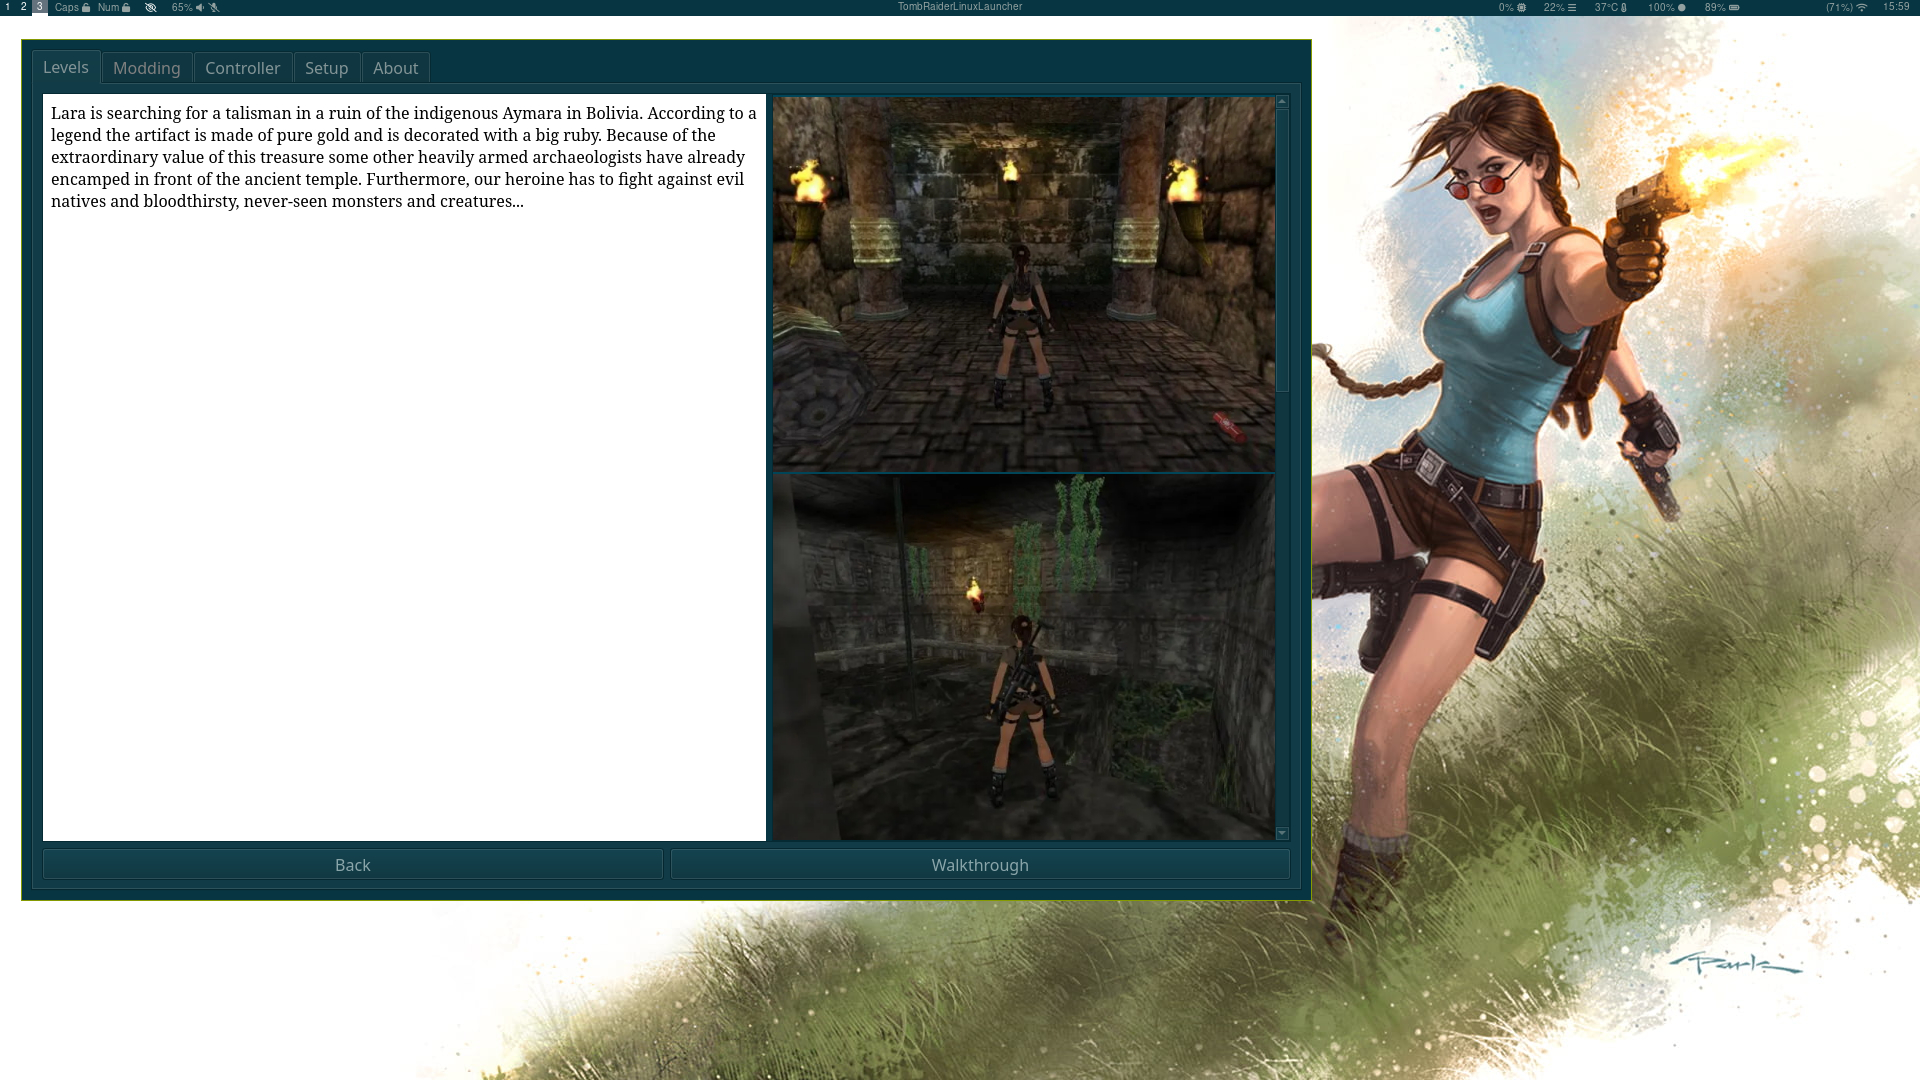 1 2 3 Caps Num 65% TombRaiderLinuxLauncher 0% 22% 37°C 100% 89% (71%) 15:59
Levels Modding Controller Setup About
Lara is searching for a talisman in a ruin of the indigenous Aymara in Bolivia. According to a
legend the artifact is made of pure gold and is decorated with a big ruby. Because of the
extraordinary value of this treasure some other heavily armed archaeologists have already
encamped in front of the ancient temple. Furthermore, our heroine has to fight against evil
natives and bloodthirsty, never-seen monsters and creatures...
Back Walkthrough
Park